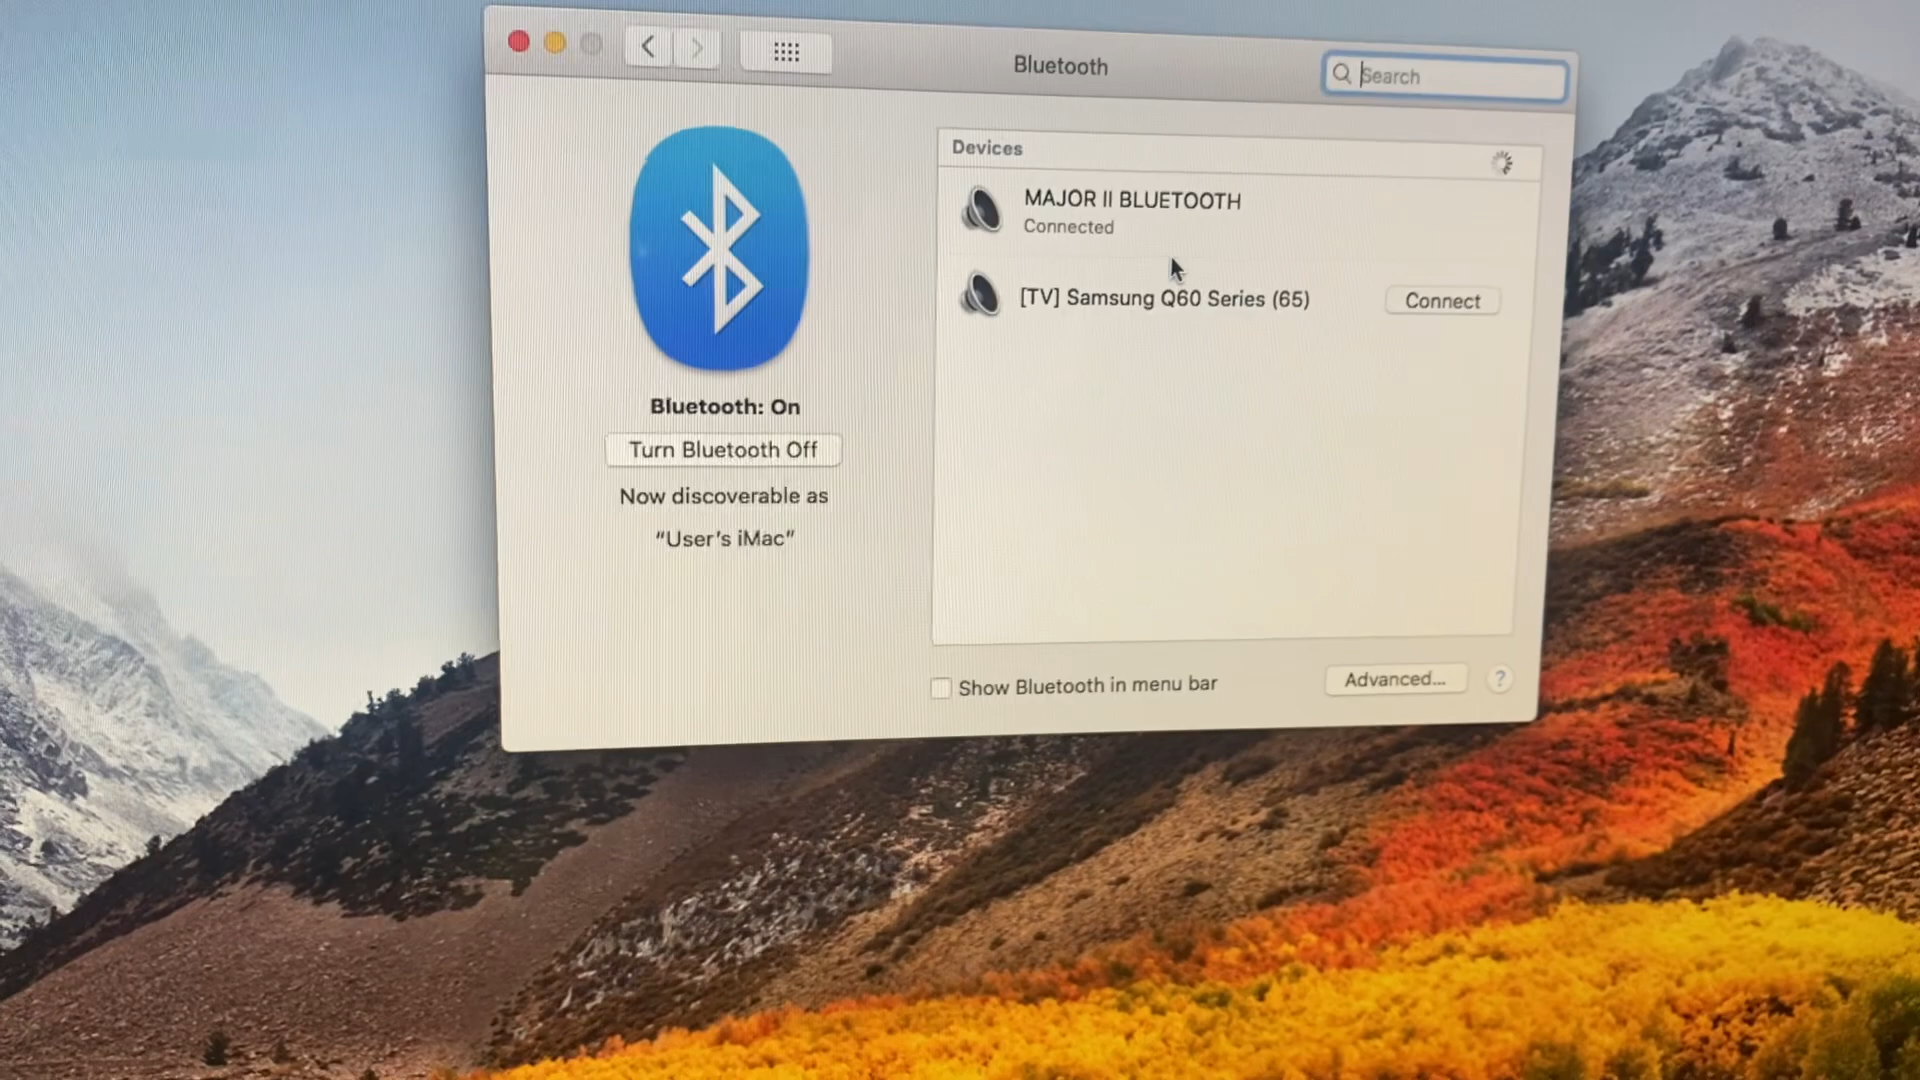 Bluetooth
Search
Devices
MAJOR II BLUETOOTH
Connected
[TV] Samsung Q60 Series (65)
Connect
Bluetooth: On
Turn Bluetooth Off
Now discoverable as
“User’s iMac”
Show Bluetooth in menu bar
Advanced...
?